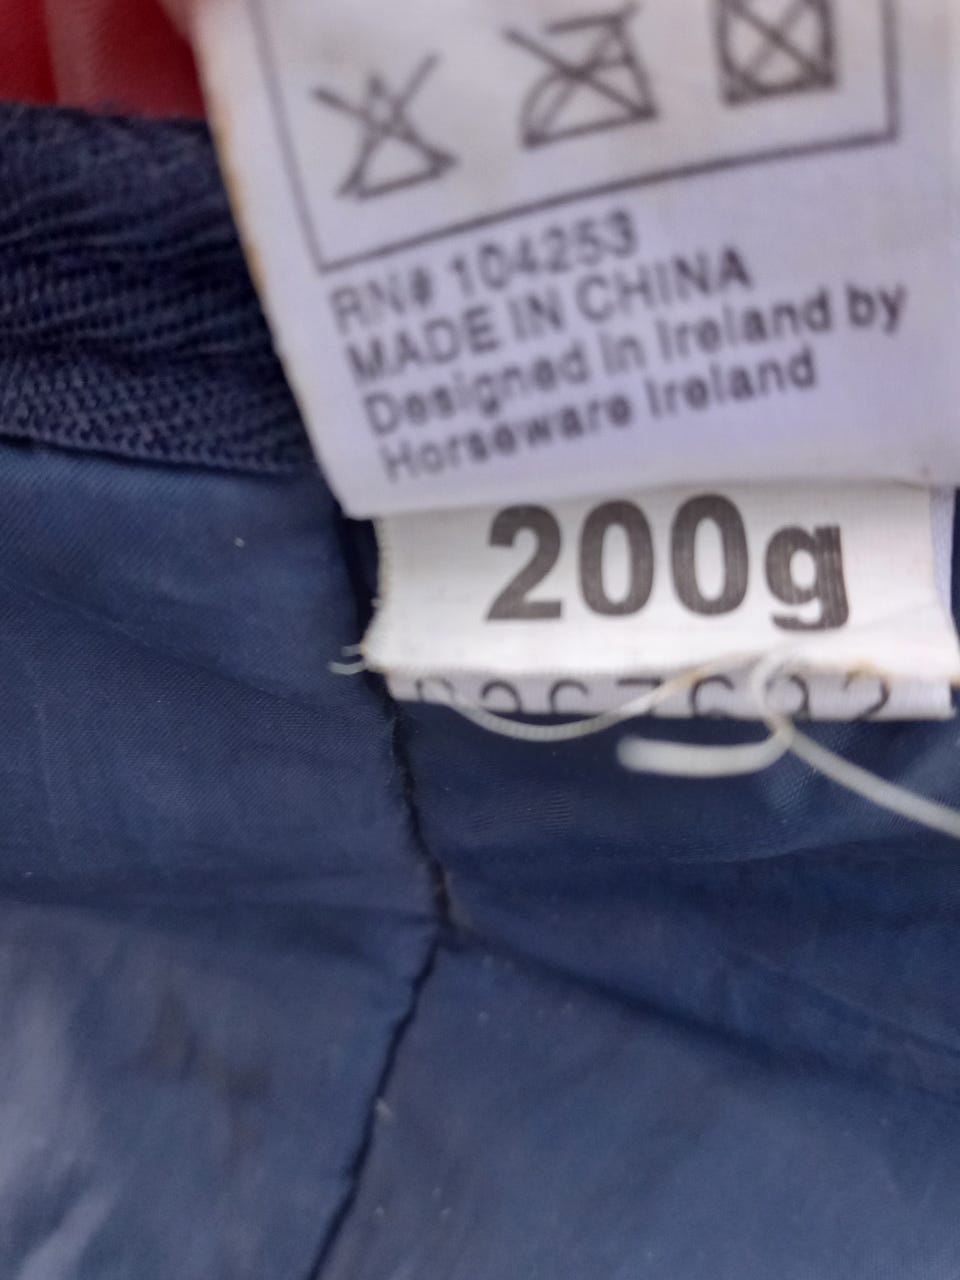 RN# 104253
MADE IN CHINA
Designed in Ireland by
Horseware Ireland
200g